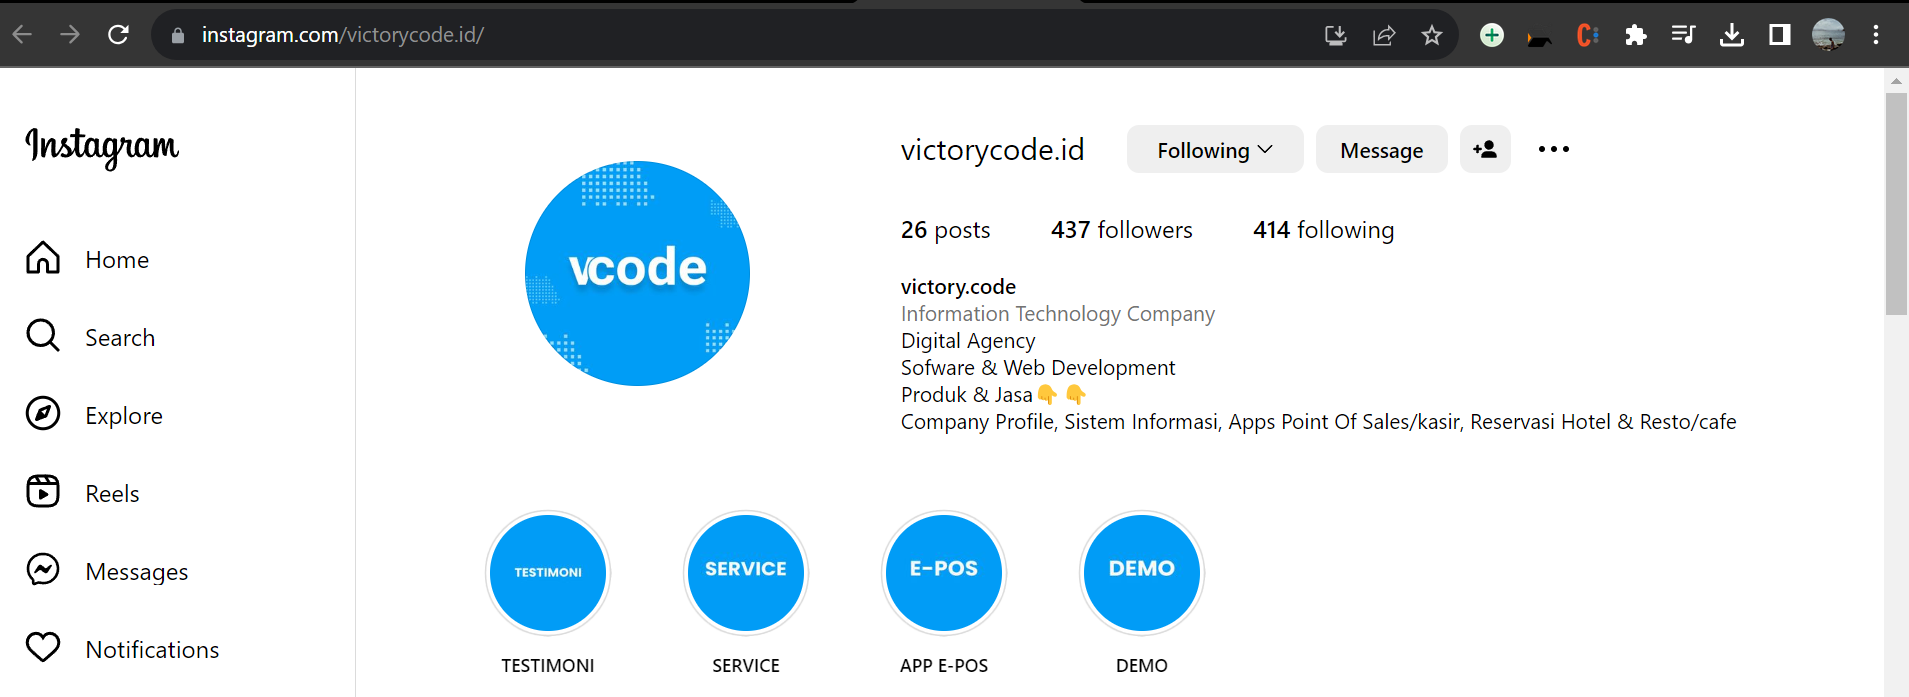 instagram.com/victorycode.id/
Instagram
Home
Search
Explore
Reels
Messages
Notifications
vcode
victorycode.id Following Message
26 posts 437 followers 414 following
victory.code
Information Technology Company
Digital Agency
Sofware & Web Development
Produk & Jasa👇👇
Company Profile, Sistem Informasi, Apps Point Of Sales/kasir, Reservasi Hotel & Resto/cafe
TESTIMONI SERVICE E-POS DEMO
TESTIMONI SERVICE APP E-POS DEMO